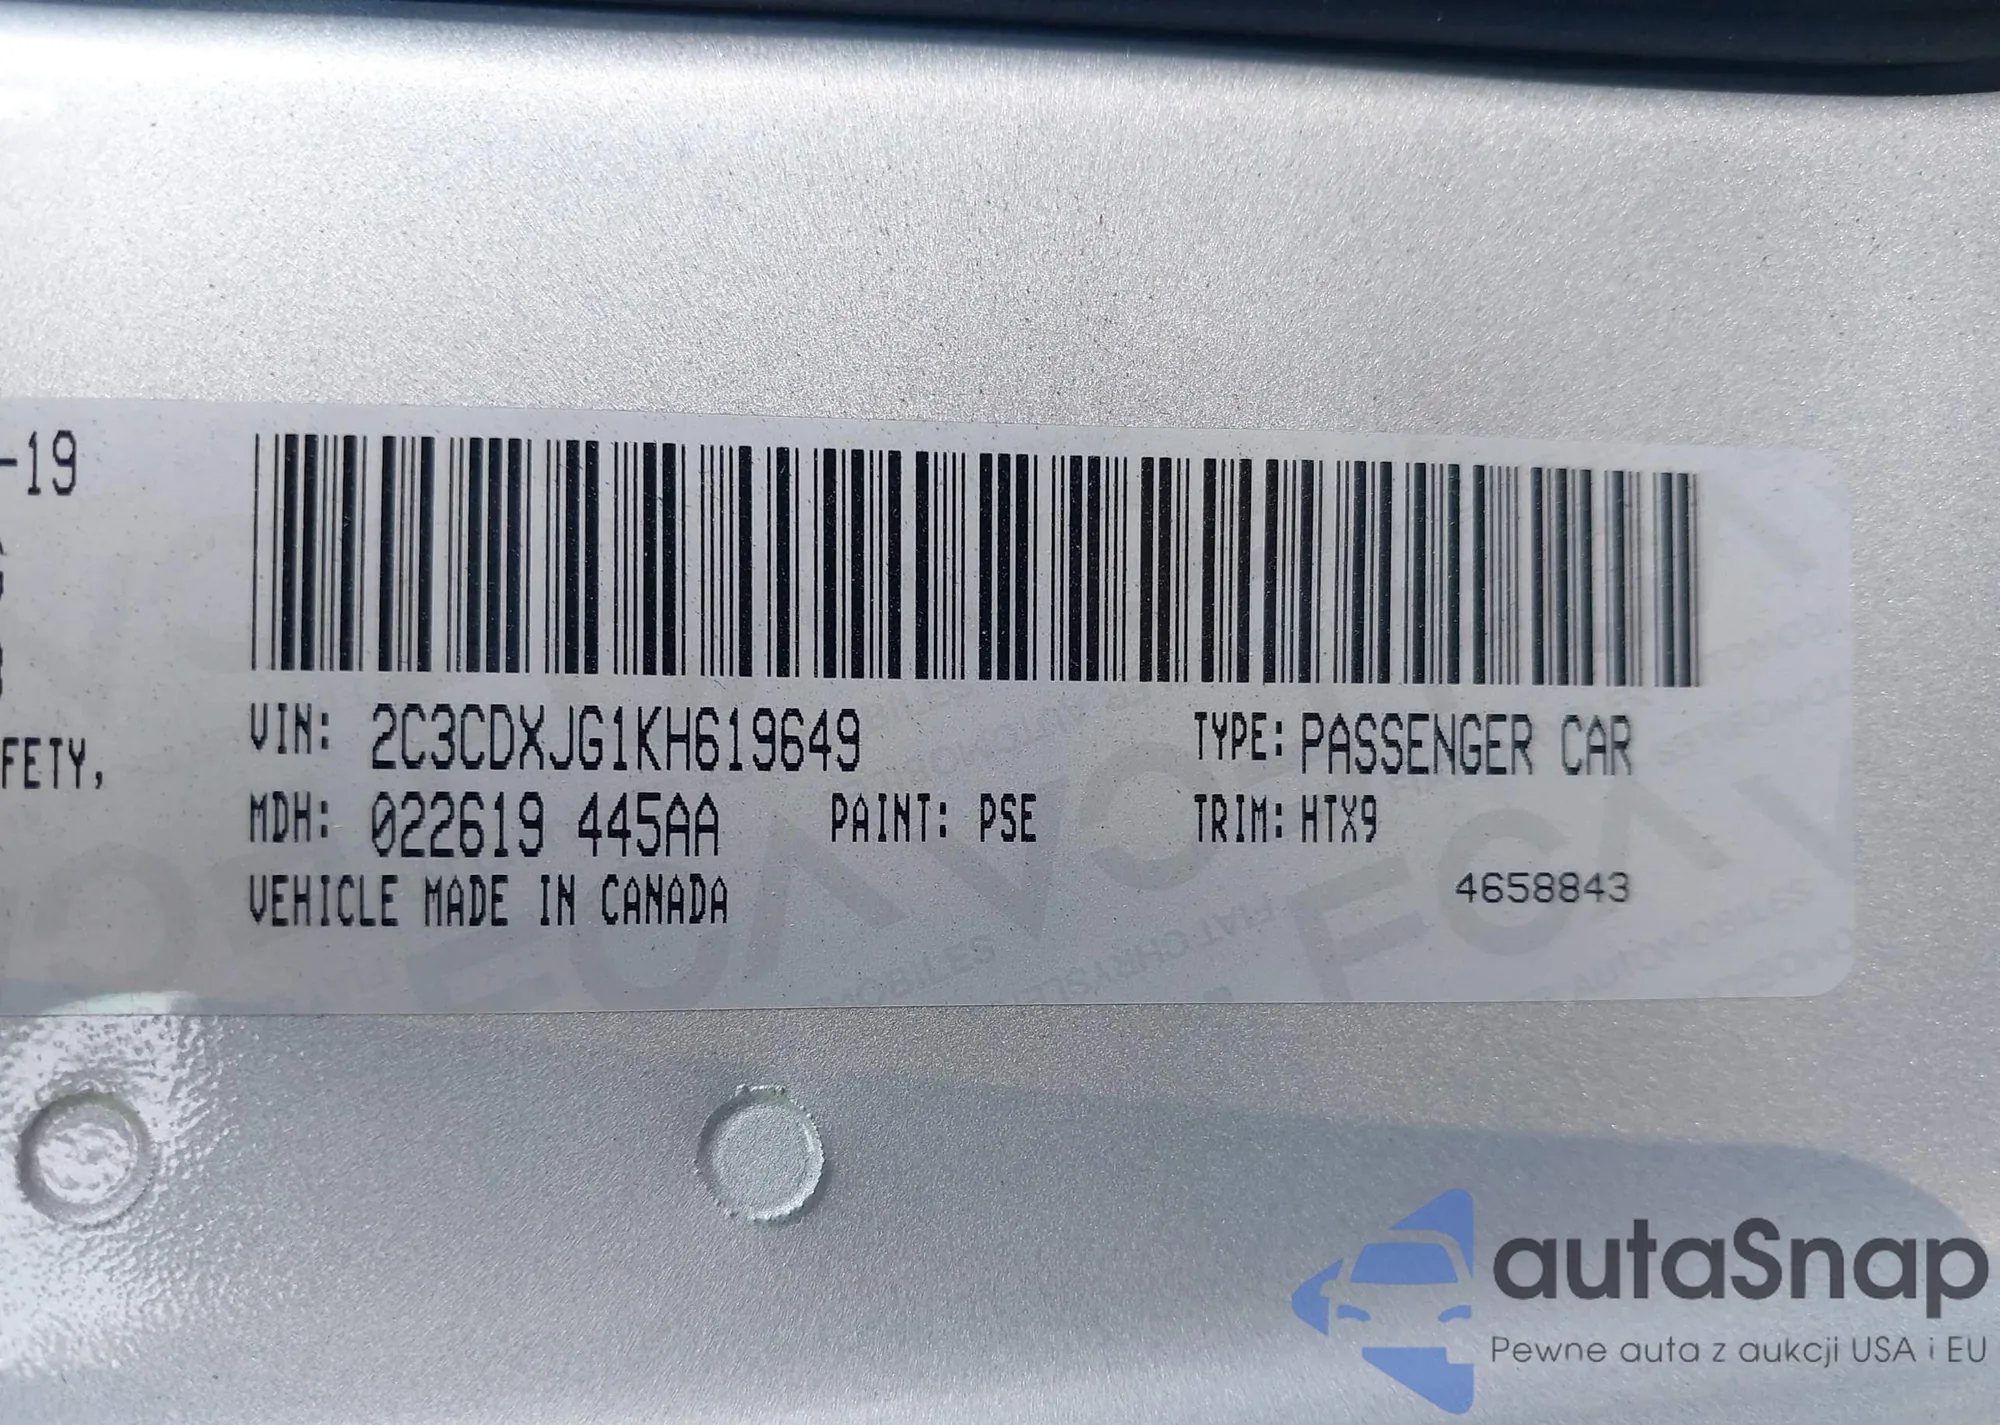 -19
FETY,
VIN: 2C3CDXJG1KH619649
TYPE: PASSENGER CAR
MDH: 022619 445AA
PAINT: PSE
TRIM: HTX9
VEHICLE MADE IN CANADA
4658843
autaSnap
Pewne auta z aukcji USA i EU